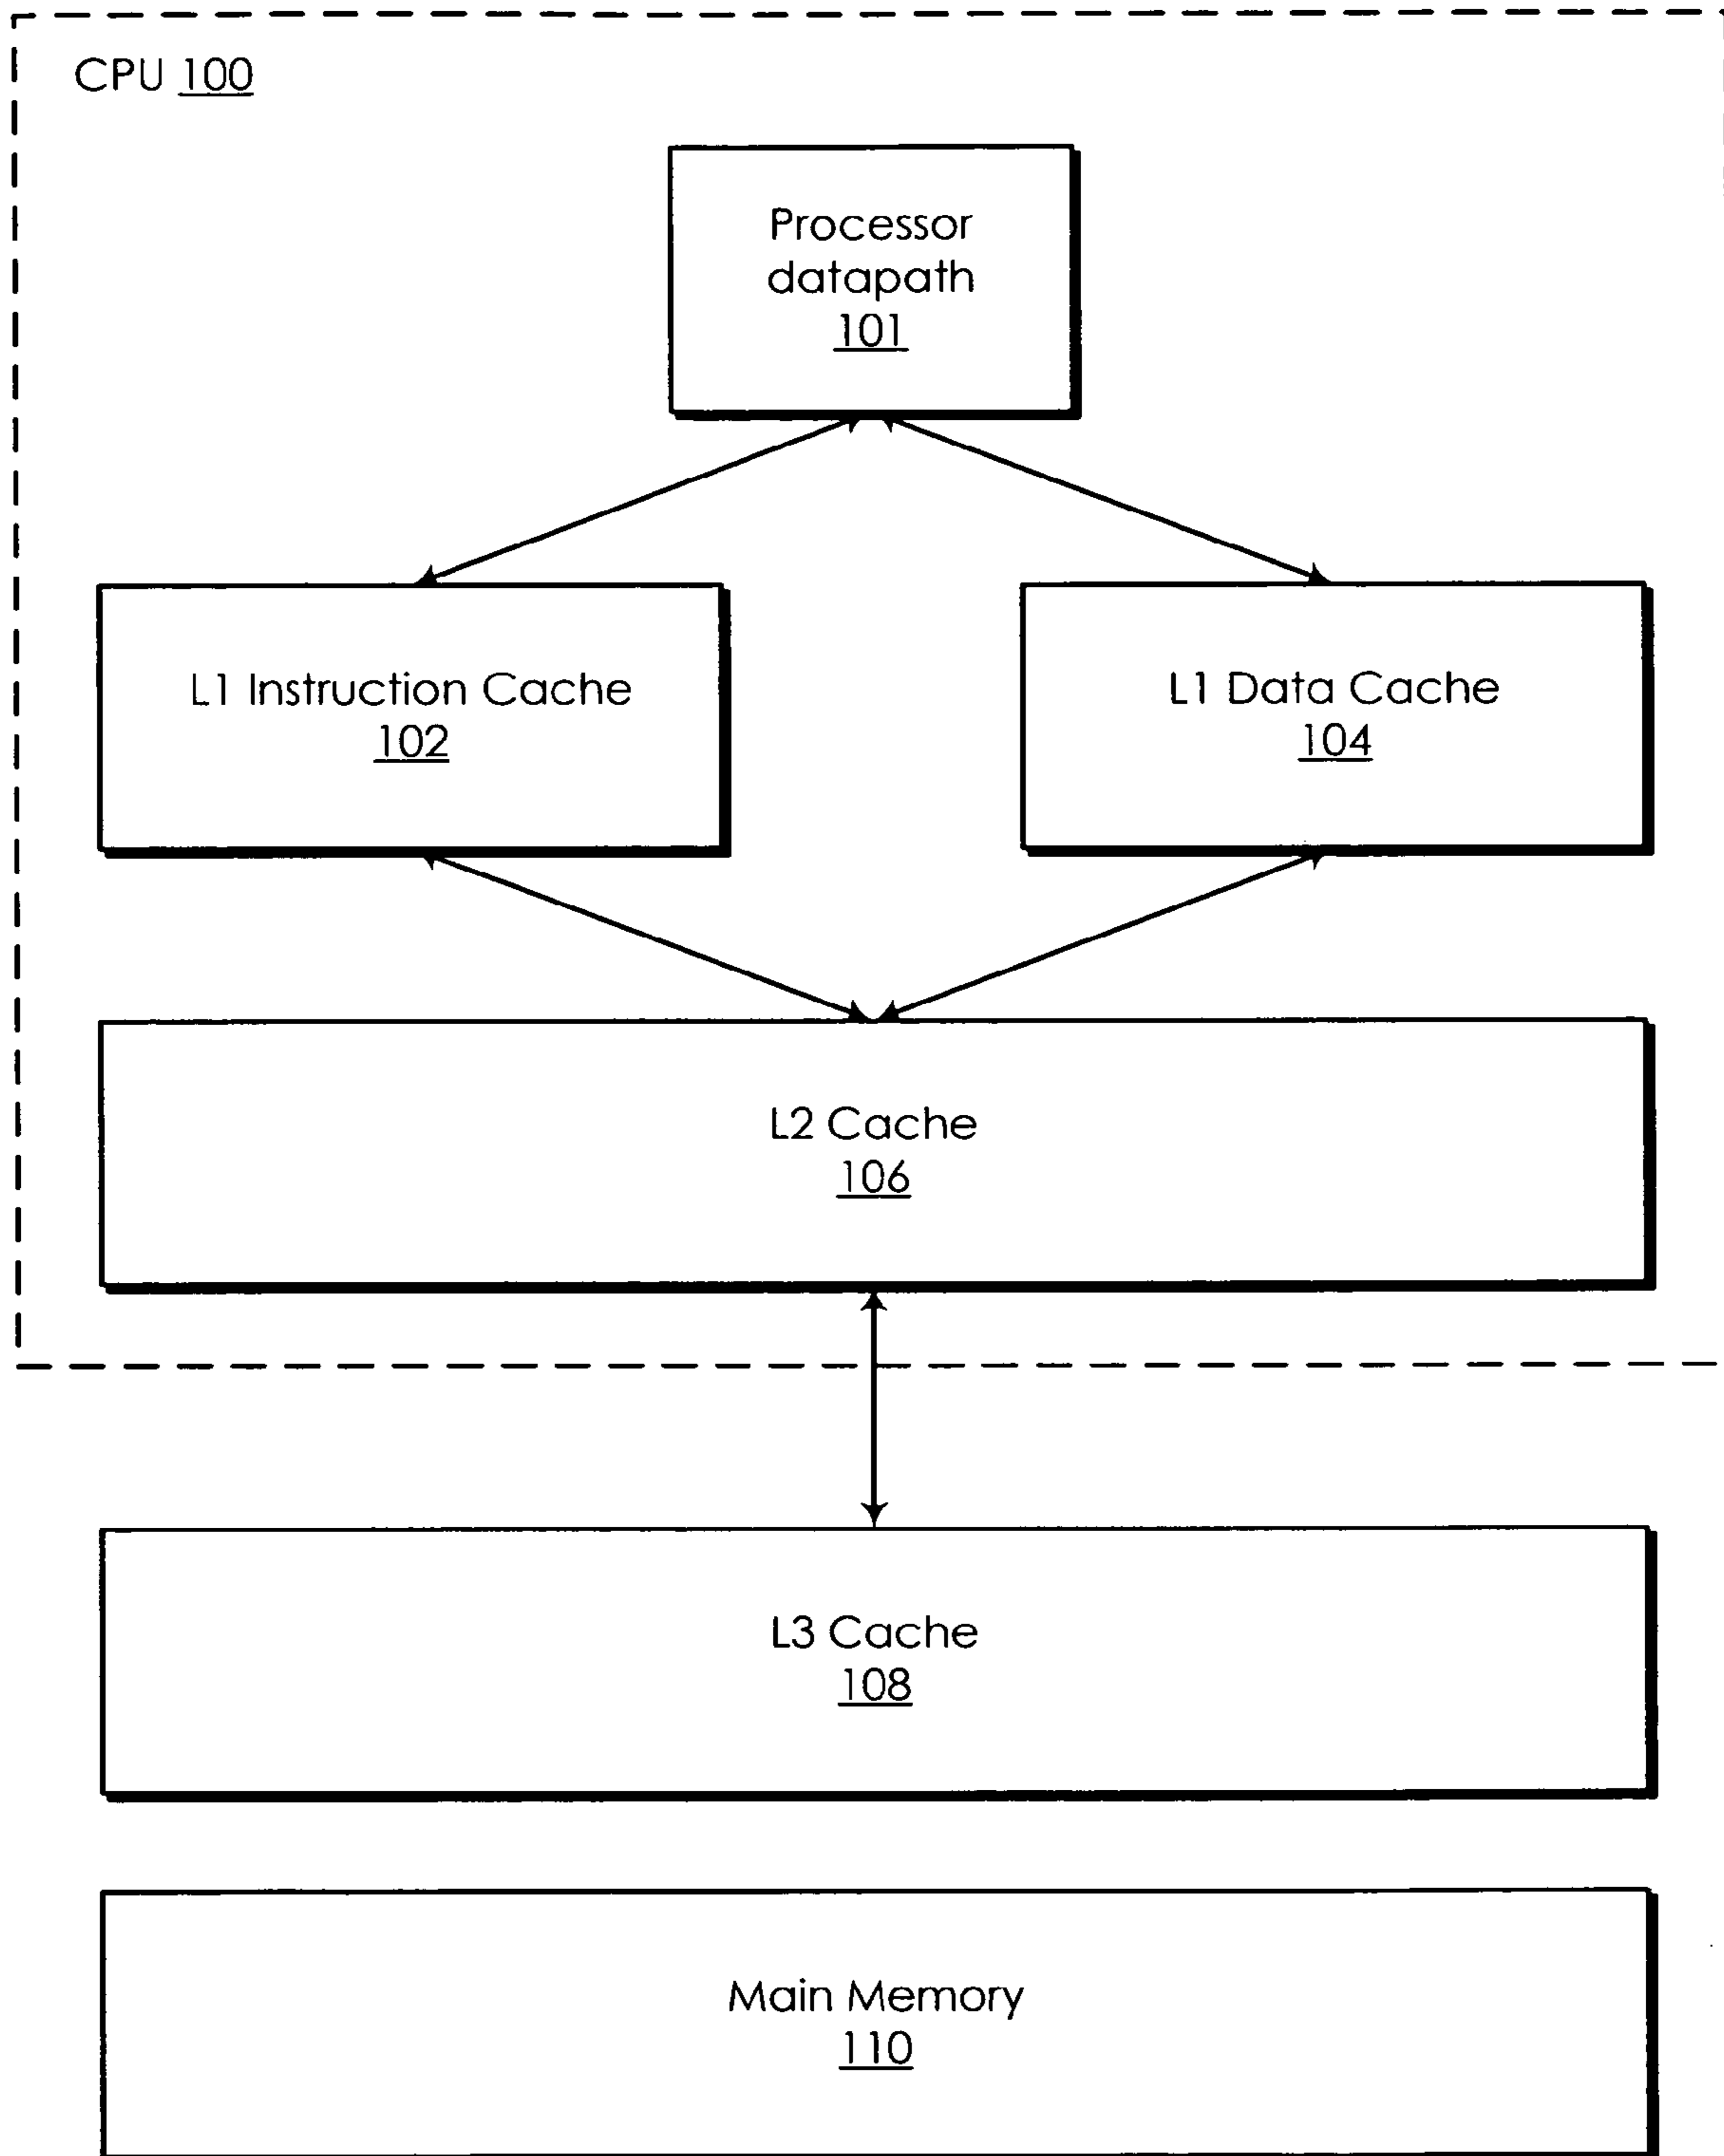 CPU 100
Processor
datapath
101
L1 Instruction Cache
102
L1 Data Cache
104
L2 Cache
106
L3 Cache
108
Main Memory
110